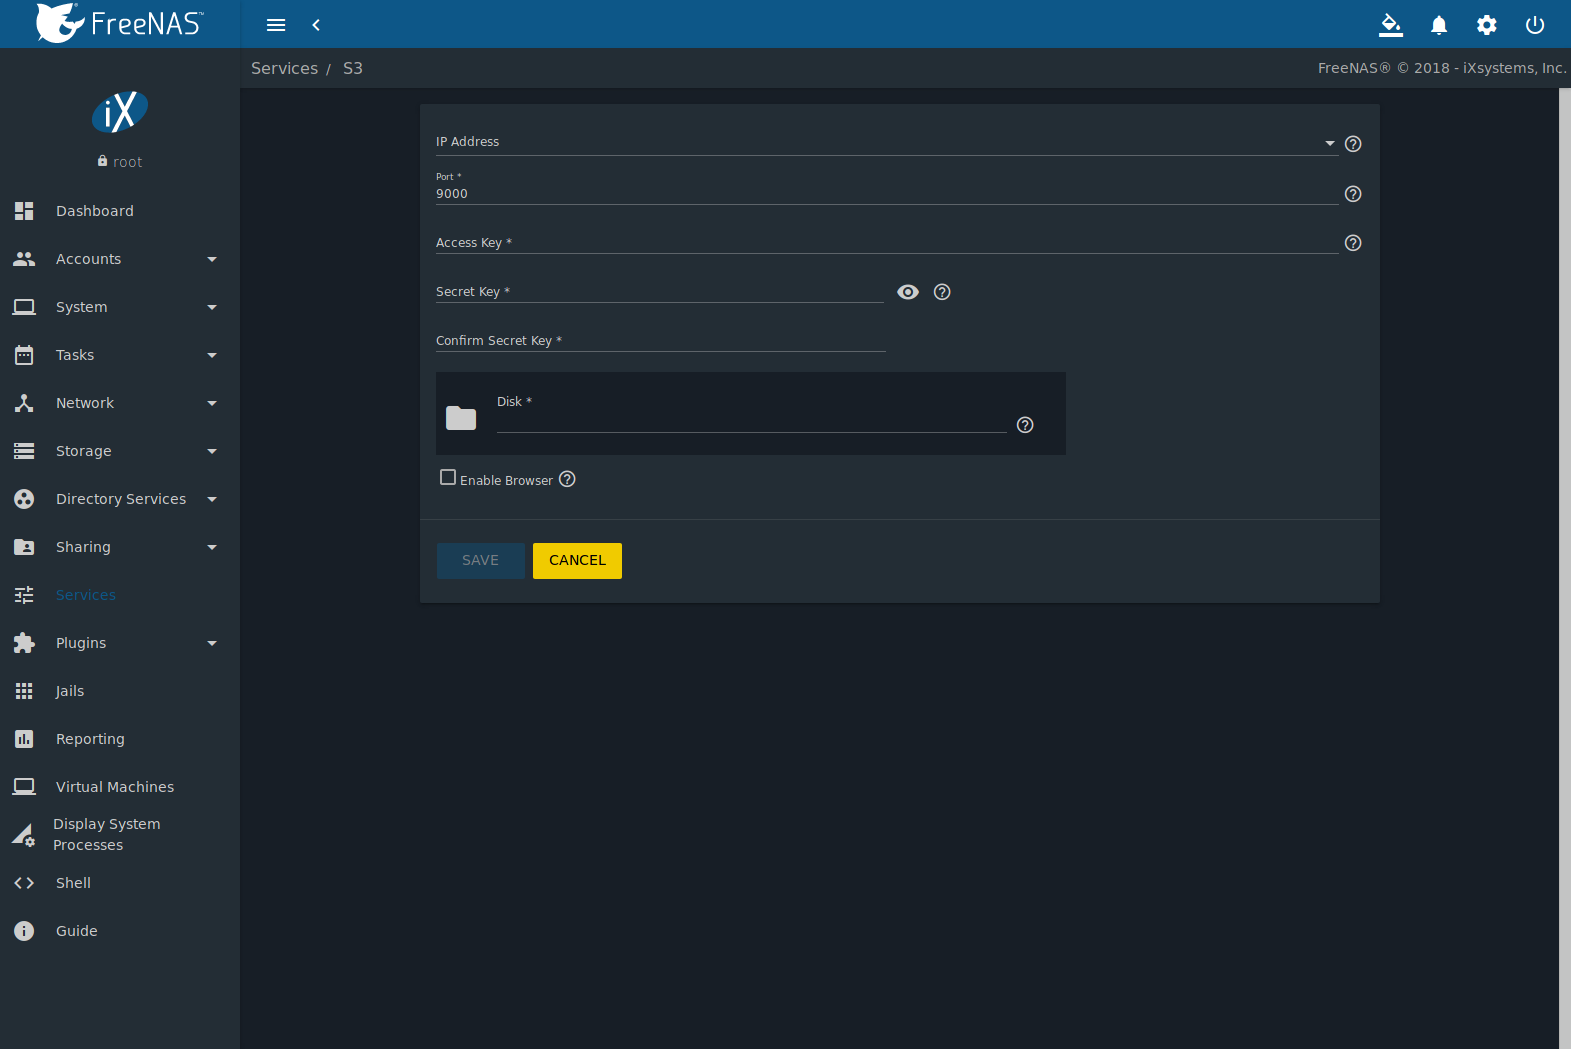 FreeNAS™
Services / S3
FreeNAS® © 2018 - iXsystems, Inc.
iX
root
Dashboard
Accounts
System
Tasks
Network
Storage
Directory Services
Sharing
Services
Plugins
Jails
Reporting
Virtual Machines
Display System
Processes
Shell
Guide
IP Address
Port *
9000
Access Key *
Secret Key *
Confirm Secret Key *
Disk *
Enable Browser
SAVE CANCEL